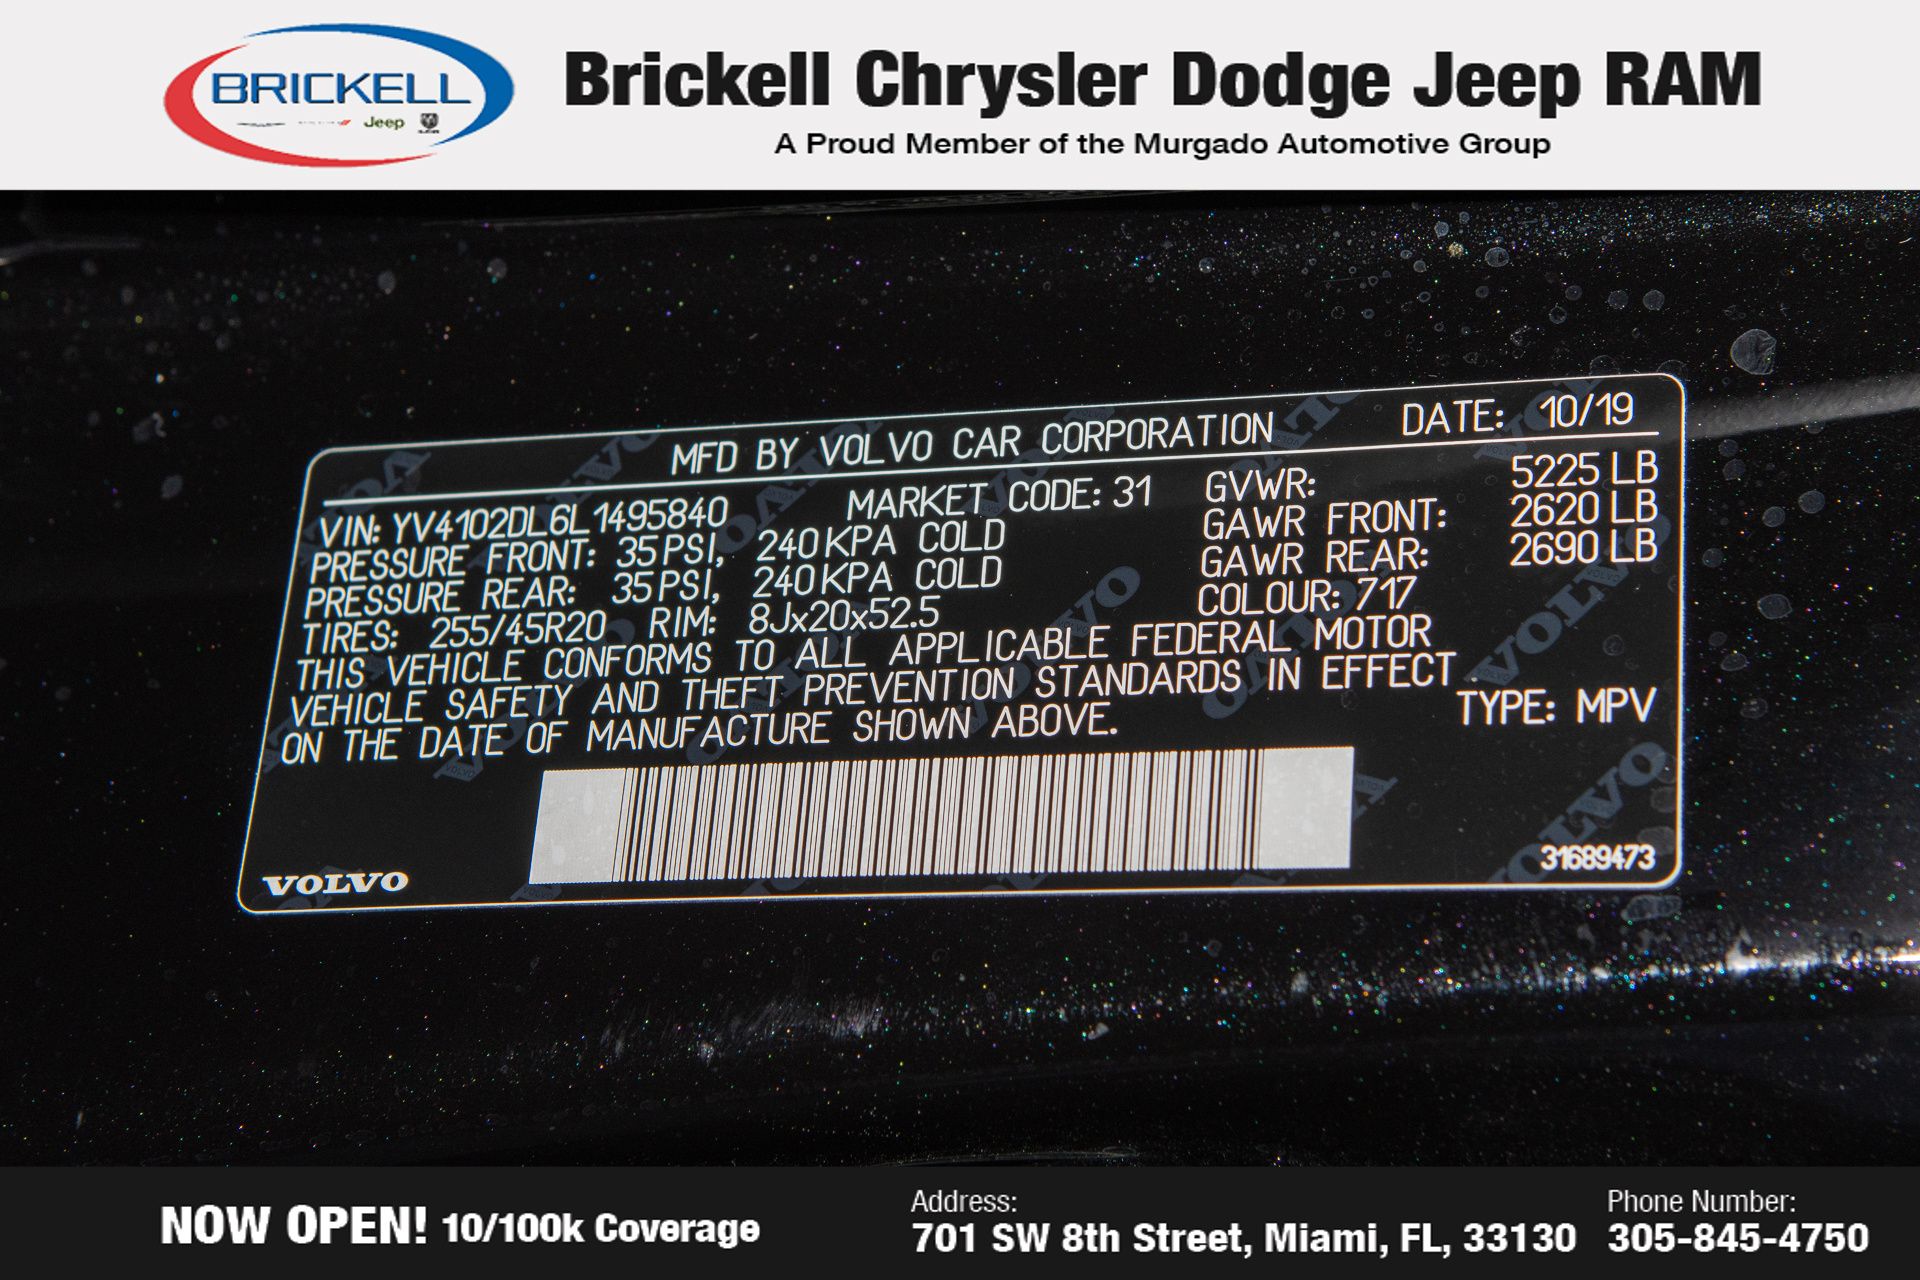 BRICKELL
Jeep
Brickell Chrysler Dodge Jeep RAM
A Proud Member of the Murgado Automotive Group
MFD BY VOLVO CAR CORPORATION DATE: 10/19
VIN: YV4102DL6L1495840 MARKET CODE: 31 GVWR: 5225 LB
PRESSURE FRONT: 35 PSI, 240 KPA COLD GAWR FRONT: 2620 LB
PRESSURE REAR: 35 PSI, 240 KPA COLD GAWR REAR: 2690 LB
TIRES: 255/45R20 RIM: 8Jx20x52.5 COLOUR: 717
THIS VEHICLE CONFORMS TO ALL APPLICABLE FEDERAL MOTOR
VEHICLE SAFETY AND THEFT PREVENTION STANDARDS IN EFFECT
ON THE DATE OF MANUFACTURE SHOWN ABOVE. TYPE: MPV
VOLVO 31689473
NOW OPEN! 10/100k Coverage
Address:
701 SW 8th Street, Miami, FL, 33130
Phone Number:
305-845-4750